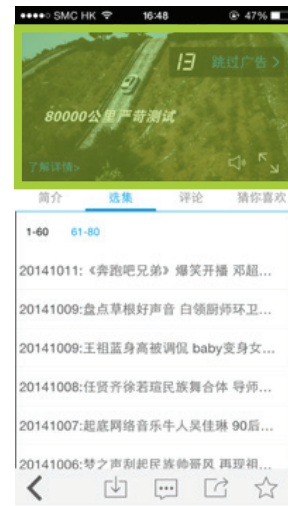 SMC HK 16:48 47%
13 跳过广告 >
80000公里严苛测试
了解详情>
简介 选集 评论 猜你喜欢
1-60 61-80
20141011:《奔跑吧兄弟》爆笑开播 邓超...
20141009:盘点草根好声音 白领厨师环卫...
20141009:王祖蓝身高被调侃 baby变身女...
20141008:任贤齐徐若瑄民族舞合体 导师...
20141007:起底网络音乐牛人吴佳琳 90后...
20141006:梦之声刮起民族帅哥风 再现祖...